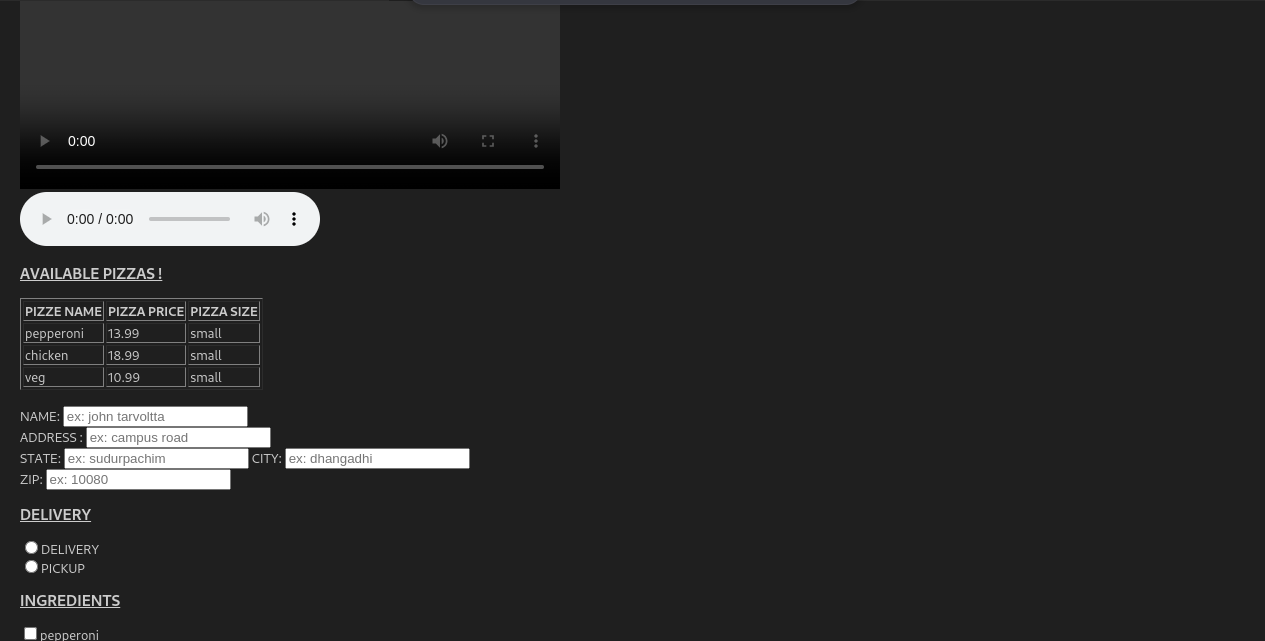 0:00
0:00 / 0:00
AVAILABLE PIZZAS !
PIZZE NAME PIZZA PRICE PIZZA SIZE
pepperoni 13.99 small
chicken 18.99 small
veg 10.99 small
NAME: ex: john tarvoltta
ADDRESS : ex: campus road
STATE: ex: sudurpachim CITY: ex: dhangadhi
ZIP: ex: 10080
DELIVERY
DELIVERY
PICKUP
INGREDIENTS
pepperoni